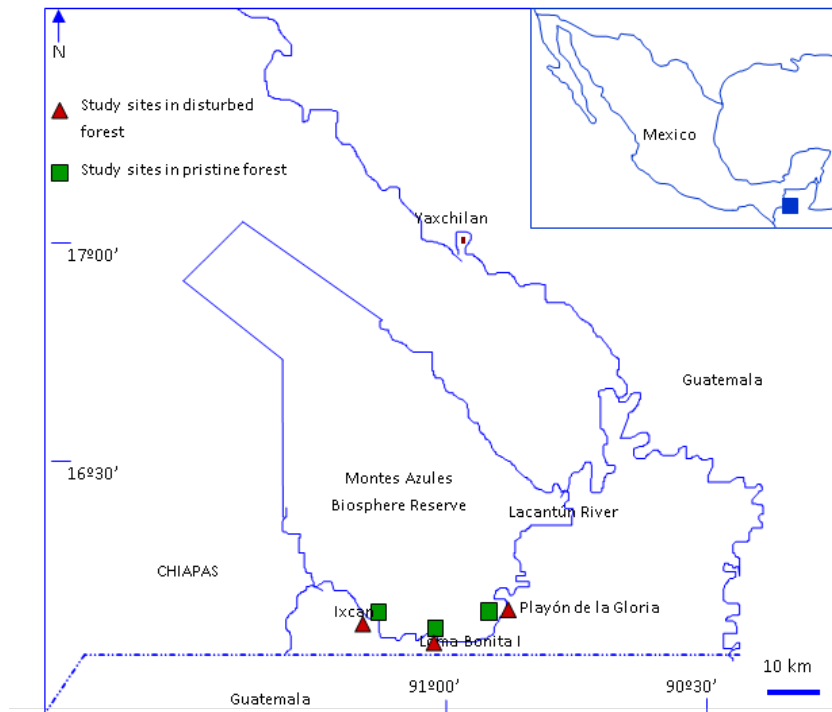 N
Study sites in disturbed
forest
Study sites in pristine forest
Mexico
Yaxchilan
17º00’
Guatemala
16º30’
Montes Azules
Biosphere Reserve
Lacantún River
CHIAPAS
Ixcan
Playón de la Gloria
Loma Bonita I
10 km
Guatemala
91º00’
90º30’